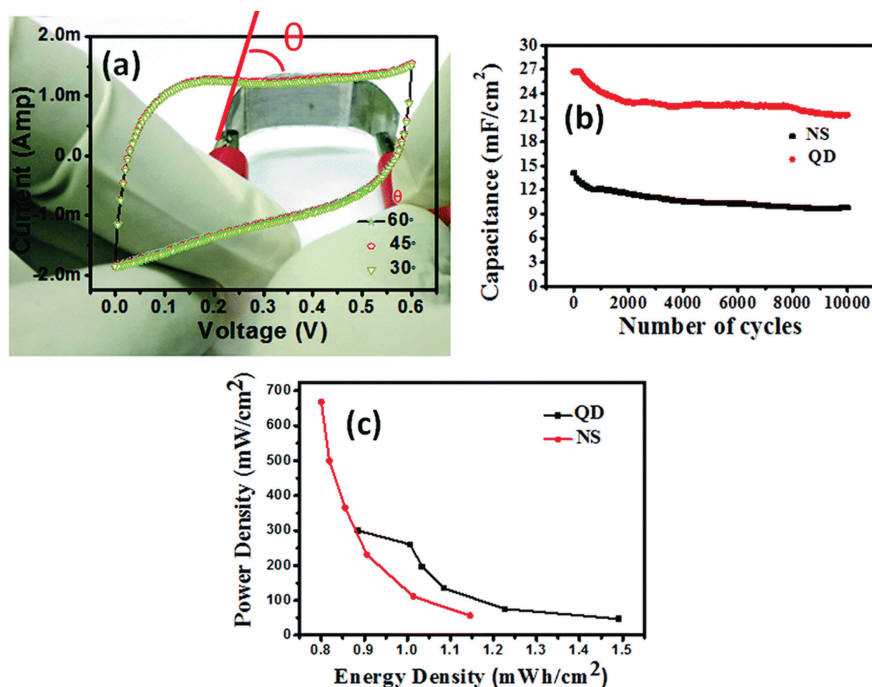 (a)
θ
2.0m
1.0m
0.0
-1.0m
-2.0m
Current (Amp)
θ
60°
45°
30°
0.0 0.1 0.2 0.3 0.4 0.5 0.6
Voltage (V)
(b)
30
27
24
21
18
15
12
9
6
3
0
Capacitance (mF/cm²)
NS
QD
0 2000 4000 6000 8000 10000
Number of cycles
(c)
700
600
500
400
300
200
100
0
Power Density (mW/cm²)
QD
NS
0.8 0.9 1.0 1.1 1.2 1.3 1.4 1.5
Energy Density (mWh/cm²)